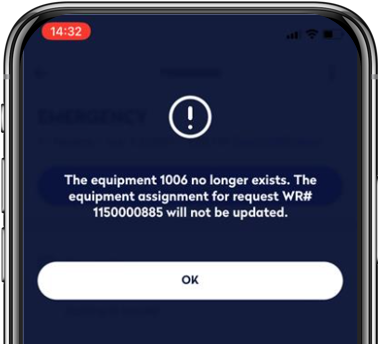 14:32
EMERGENCY
The equipment 1006 no longer exists. The
equipment assignment for request WR#
1150000885 will not be updated.
OK